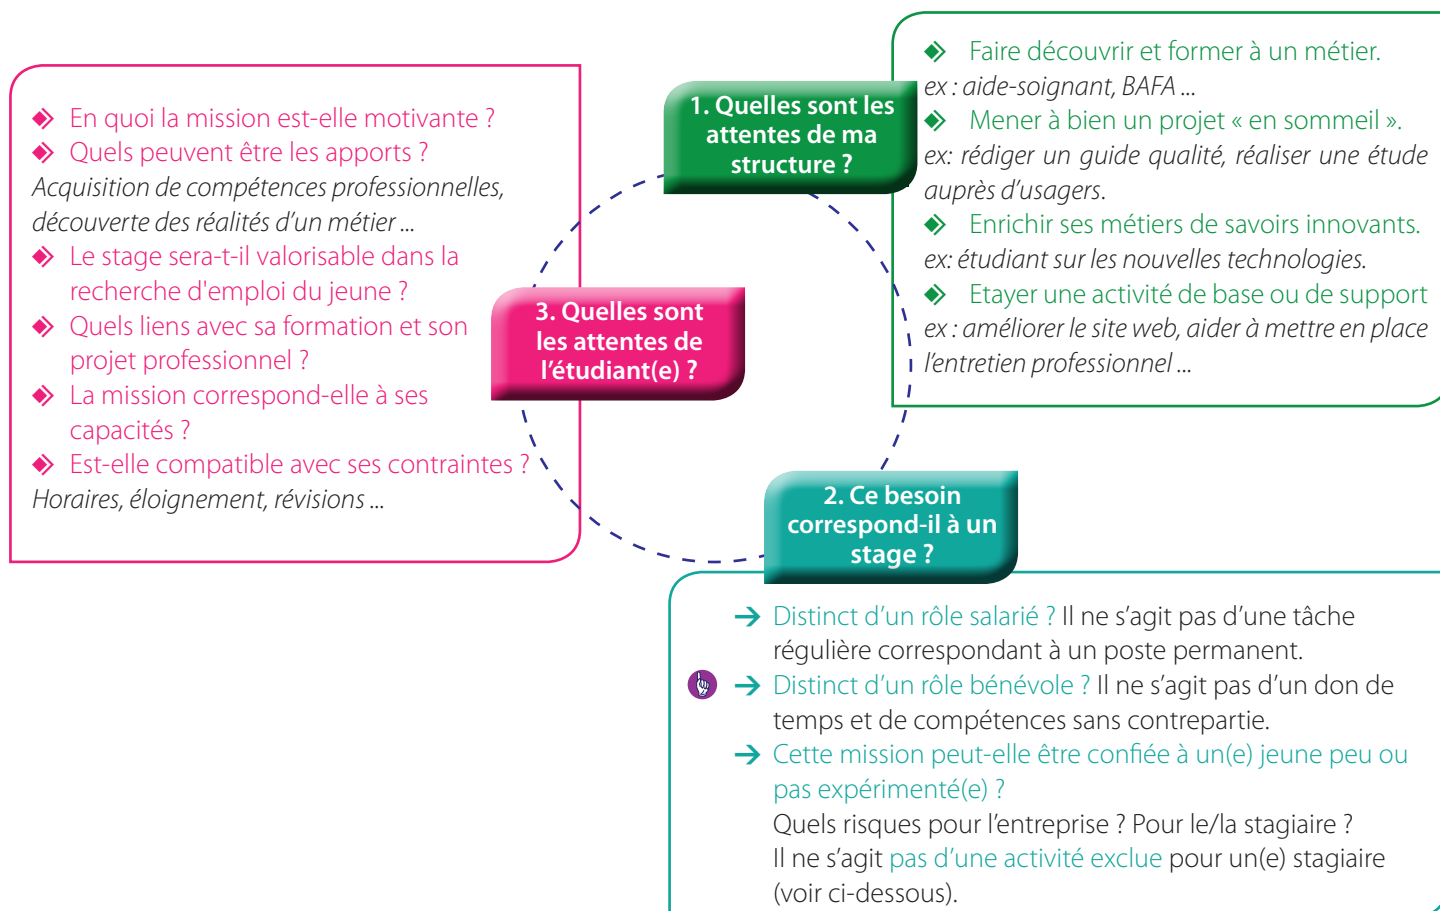 1. Quelles sont les
attentes de ma
structure ?
◆ Faire découvrir et former à un métier.
ex : aide-soignant, BAFA ...
◆ Mener à bien un projet « en sommeil ».
ex: rédiger un guide qualité, réaliser une étude
auprès d’usagers.
◆ Enrichir ses métiers de savoirs innovants.
ex: étudiant sur les nouvelles technologies.
◆ Etayer une activité de base ou de support
ex : améliorer le site web, aider à mettre en place
l’entretien professionnel ...
2. Ce besoin
correspond-il à un
stage ?
→ Distinct d’un rôle salarié ? Il ne s’agit pas d’une tâche
régulière correspondant à un poste permanent.
→ Distinct d’un rôle bénévole ? Il ne s’agit pas d’un don de
temps et de compétences sans contrepartie.
→ Cette mission peut-elle être confiée à un(e) jeune peu ou
pas expérimenté(e) ?
Quels risques pour l’entreprise ? Pour le/la stagiaire ?
Il ne s’agit pas d’une activité exclue pour un(e) stagiaire
(voir ci-dessous).
3. Quelles sont
les attentes de
l’étudiant(e) ?
◆ En quoi la mission est-elle motivante ?
◆ Quels peuvent être les apports ?
Acquisition de compétences professionnelles,
découverte des réalités d’un métier ...
◆ Le stage sera-t-il valorisable dans la
recherche d'emploi du jeune ?
◆ Quels liens avec sa formation et son
projet professionnel ?
◆ La mission correspond-elle à ses
capacités ?
◆ Est-elle compatible avec ses contraintes ?
Horaires, éloignement, révisions ...